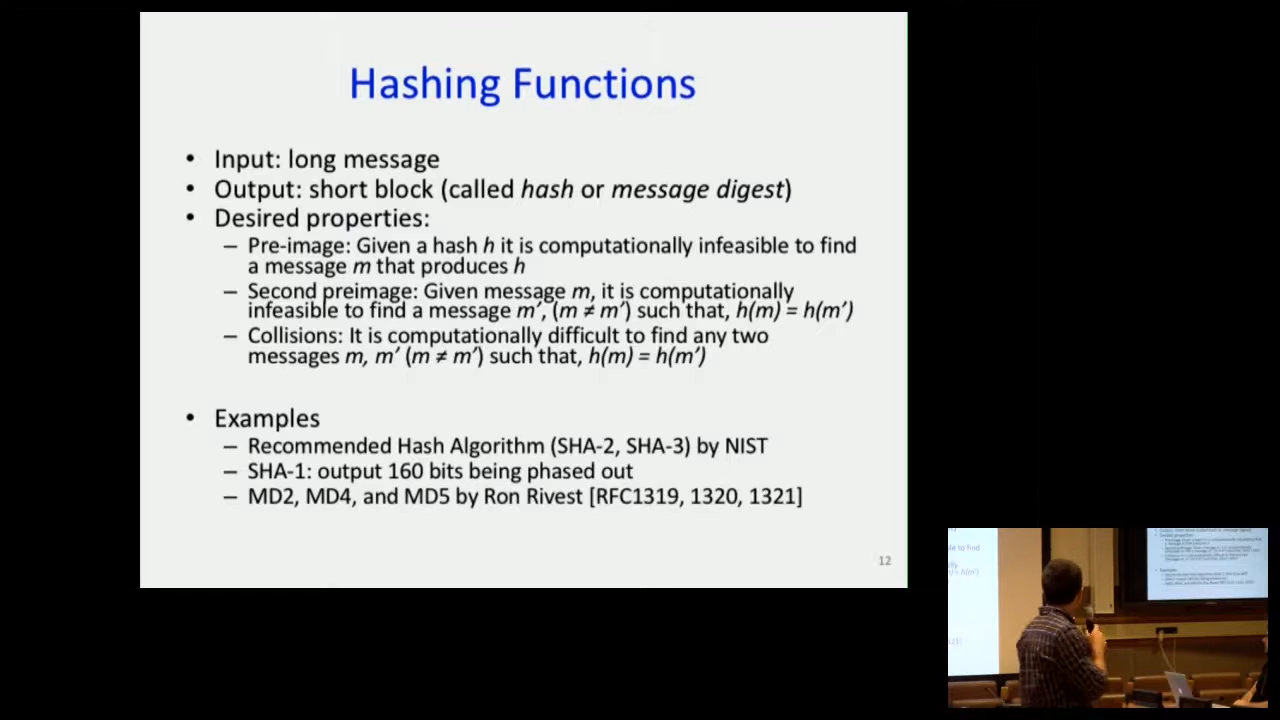 Hashing Functions
• Input: long message
• Output: short block (called hash or message digest)
• Desired properties:
– Pre-image: Given a hash h it is computationally infeasible to find
a message m that produces h
– Second preimage: Given message m, it is computationally
infeasible to find a message m’, (m ≠ m’) such that, h(m) = h(m’)
– Collisions: It is computationally difficult to find any two
messages m, m’ (m ≠ m’) such that, h(m) = h(m’)
• Examples
– Recommended Hash Algorithm (SHA-2, SHA-3) by NIST
– SHA-1: output 160 bits being phased out
– MD2, MD4, and MD5 by Ron Rivest [RFC1319, 1320, 1321]
12